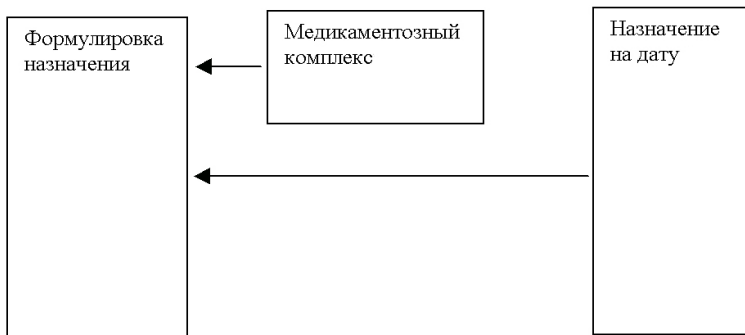 Формулировка
назначения
Медикаментозный
комплекс
Назначение
на дату